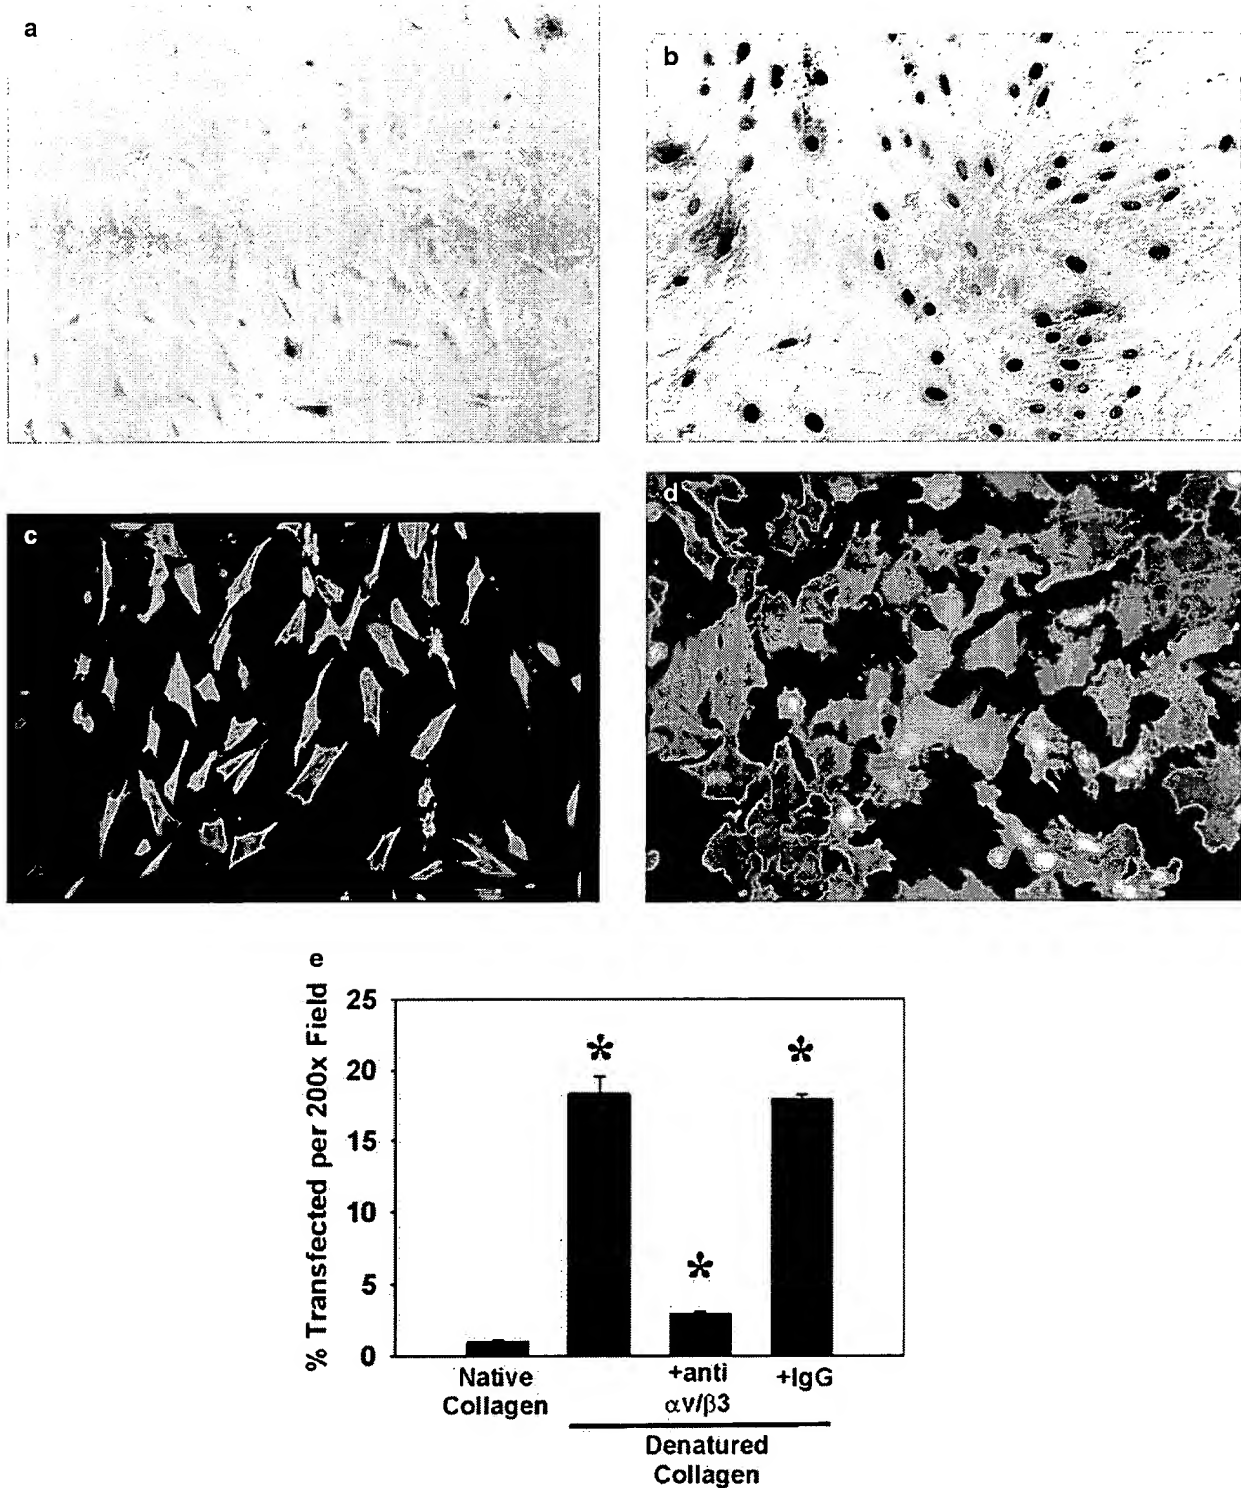 a
b
c
d
e
% Transfected per 200x Field
25
20
15
10
5
0
*
*
*
Native
Collagen
+anti
αv/β3
+IgG
Denatured
Collagen